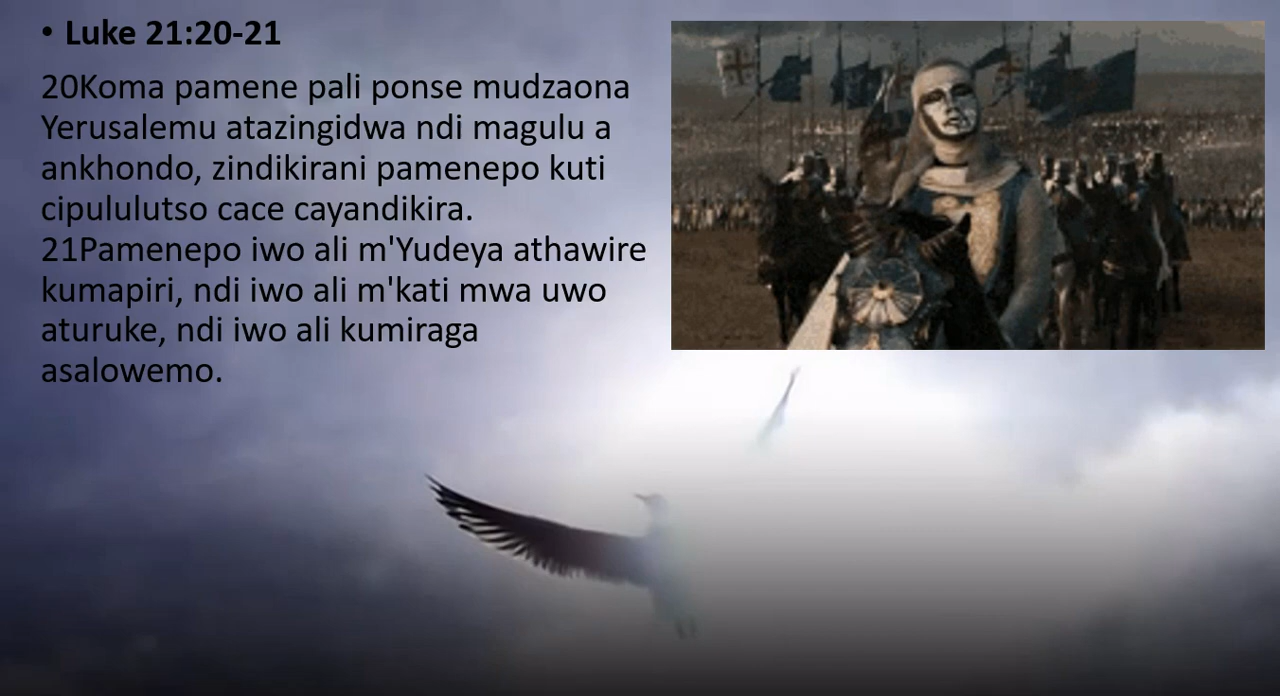 • Luke 21:20-21
20Koma pamene pali ponse mudzaona
Yerusalemu atazingidwa ndi magulu a
ankhondo, zindikirani pamenepo kuti
cipululutso cace cayandikira.
21Pamenepo iwo ali m'Yudeya athawire
kumapiri, ndi iwo ali m'kati mwa uwo
aturuke, ndi iwo ali kumiraga
asalowemo.